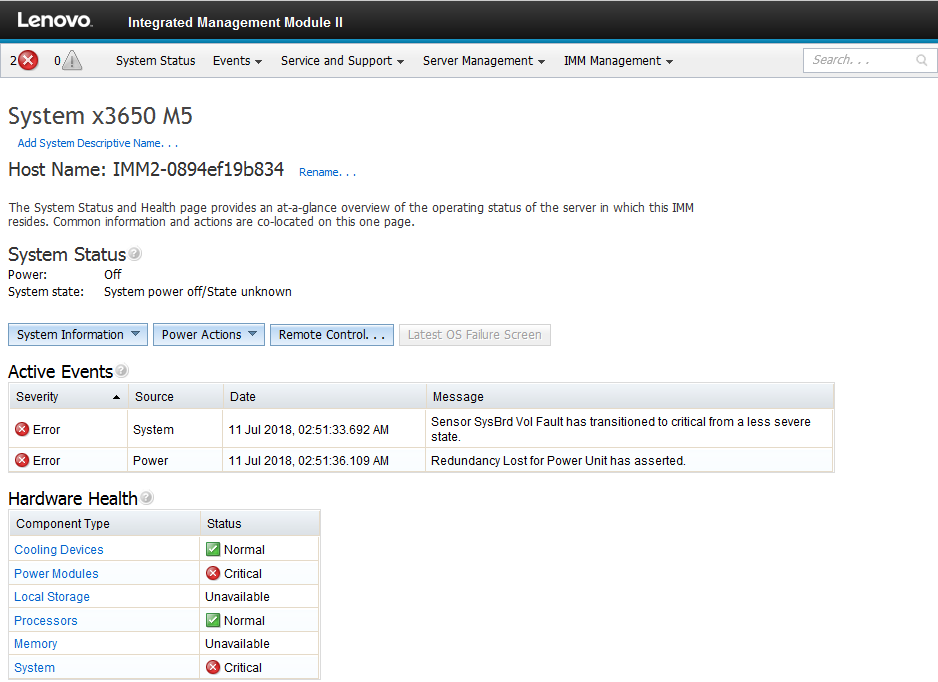 Lenovo. Integrated Management Module II
2 0 System Status Events Service and Support Server Management IMM Management Search. . .
System x3650 M5
Add System Descriptive Name. . .
Host Name: IMM2-0894ef19b834 Rename. . .
The System Status and Health page provides an at-a-glance overview of the operating status of the server in which this IMM
resides. Common information and actions are co-located on this one page.
System Status ?
Power: Off
System state: System power off/State unknown
System Information Power Actions Remote Control. . . Latest OS Failure Screen
Active Events ?
Severity Source Date Message
Error System 11 Jul 2018, 02:51:33.692 AM Sensor SysBrd Vol Fault has transitioned to critical from a less severe
state.
Error Power 11 Jul 2018, 02:51:36.109 AM Redundancy Lost for Power Unit has asserted.
Hardware Health ?
Component Type Status
Cooling Devices Normal
Power Modules Critical
Local Storage Unavailable
Processors Normal
Memory Unavailable
System Critical